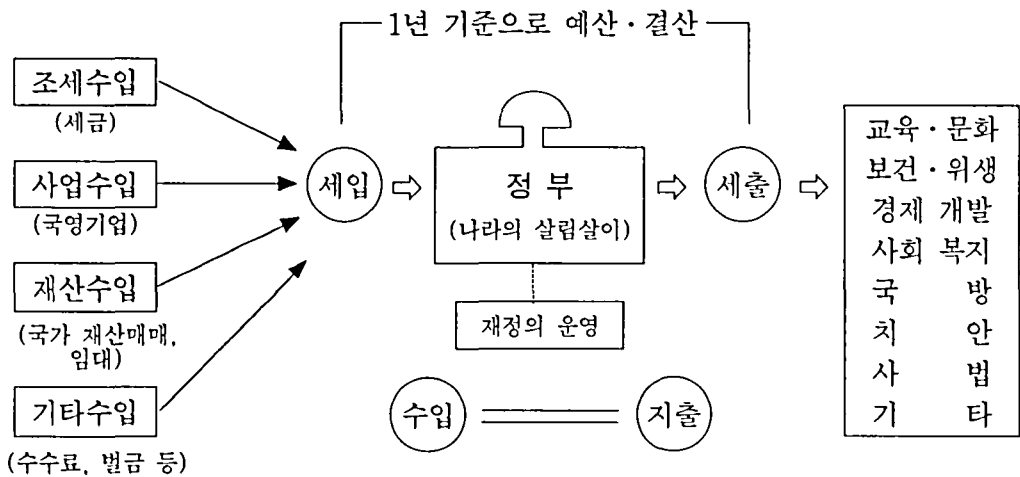 1년 기준으로 예산·결산
조세수입
(세금)
사업수입
(국영기업)
재산수입
(국가 재산매매,
임대)
기타수입
(수수료, 벌금 등)
세입
정부
(나라의 살림살이)
재정의 운영
세출
수입
지출
교육·문화
보건·위생
경제 개발
사회 복지
국 방
치 안
사 법
기 타